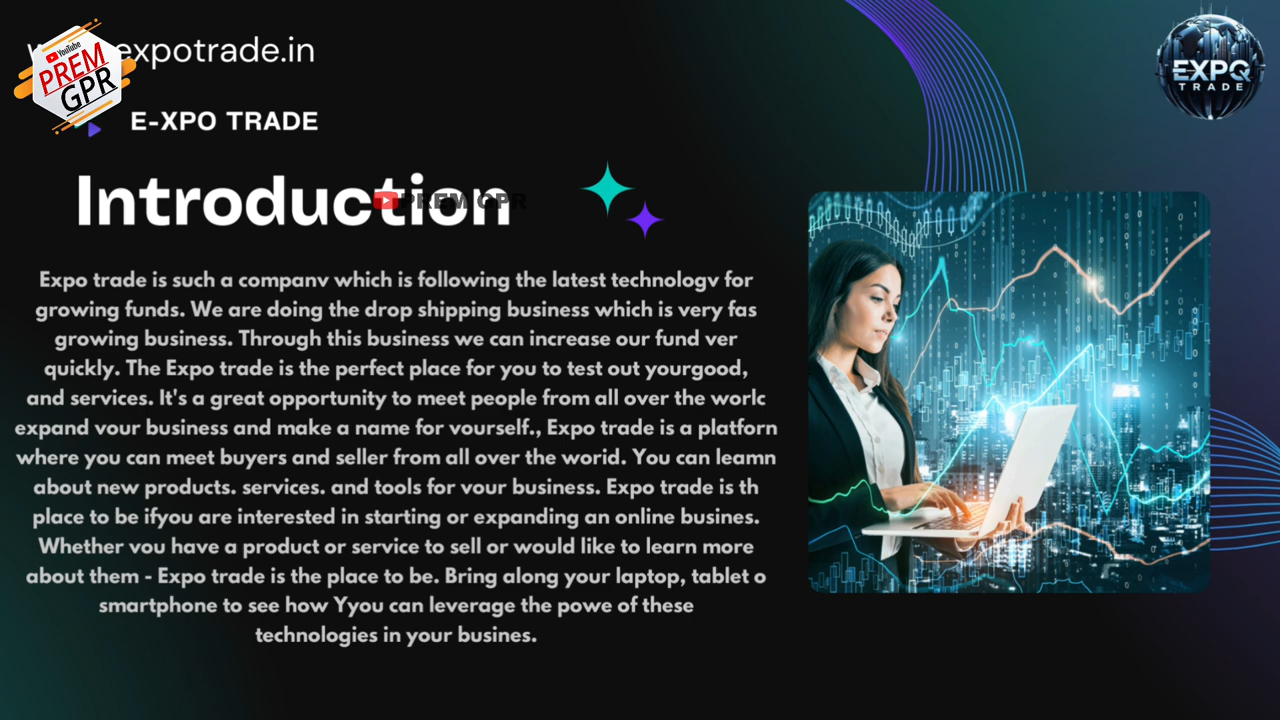 expotrade.in
YouTube
PREM
GPR
EXPO
TRADE
E-XPO TRADE
Introduction
PREM GPR
Expo trade is such a companv which is following the latest technologv for
growing funds. We are doing the drop shipping business which is very fas
growing business. Through this business we can increase our fund ver
quickly. The Expo trade is the perfect place for you to test out yourgood,
and services. It's a great opportunity to meet people from all over the worlc
expand vour business and make a name for vourself., Expo trade is a platforn
where you can meet buyers and seller from all over the worid. You can leamn
about new products. services. and tools for vour business. Expo trade is th
place to be ifyou are interested in starting or expanding an online busines.
Whether vou have a product or service to sell or would like to learn more
about them - Expo trade is the place to be. Bring along your laptop, tablet o
smartphone to see how Yyou can leverage the powe of these
technologies in your busines.